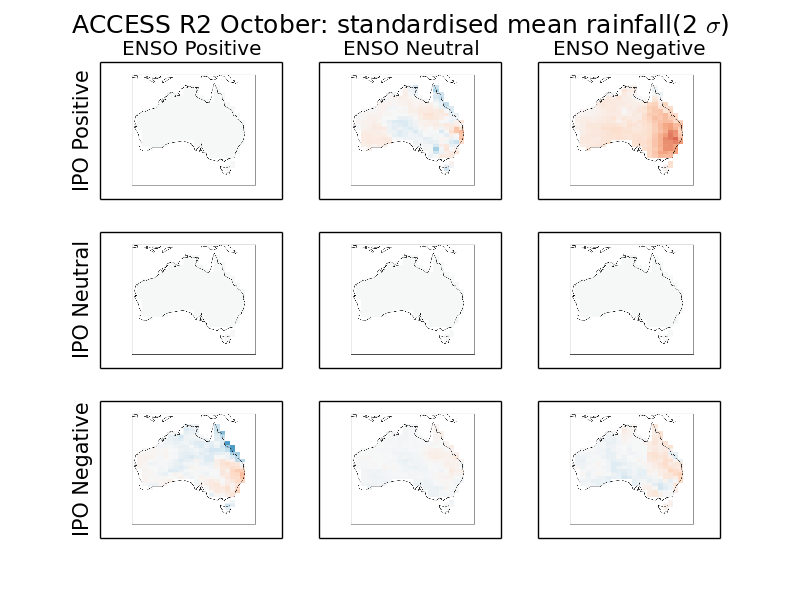 ACCESS R2 October: standardised mean rainfall(2 σ)
ENSO Positive ENSO Neutral ENSO Negative
IPO Positive
IPO Neutral
IPO Negative